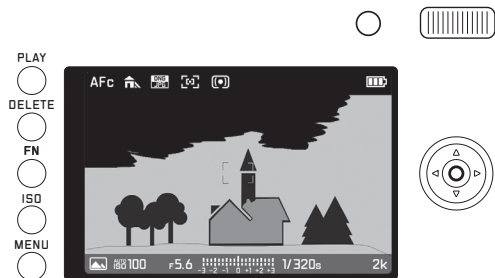 PLAY
DELETE
FN
ISO
MENU
AFc DNG JPG
AUTO ISO 100 F5.6 -3 -2 -1 0 +1 +2 +3 1/320s 2k